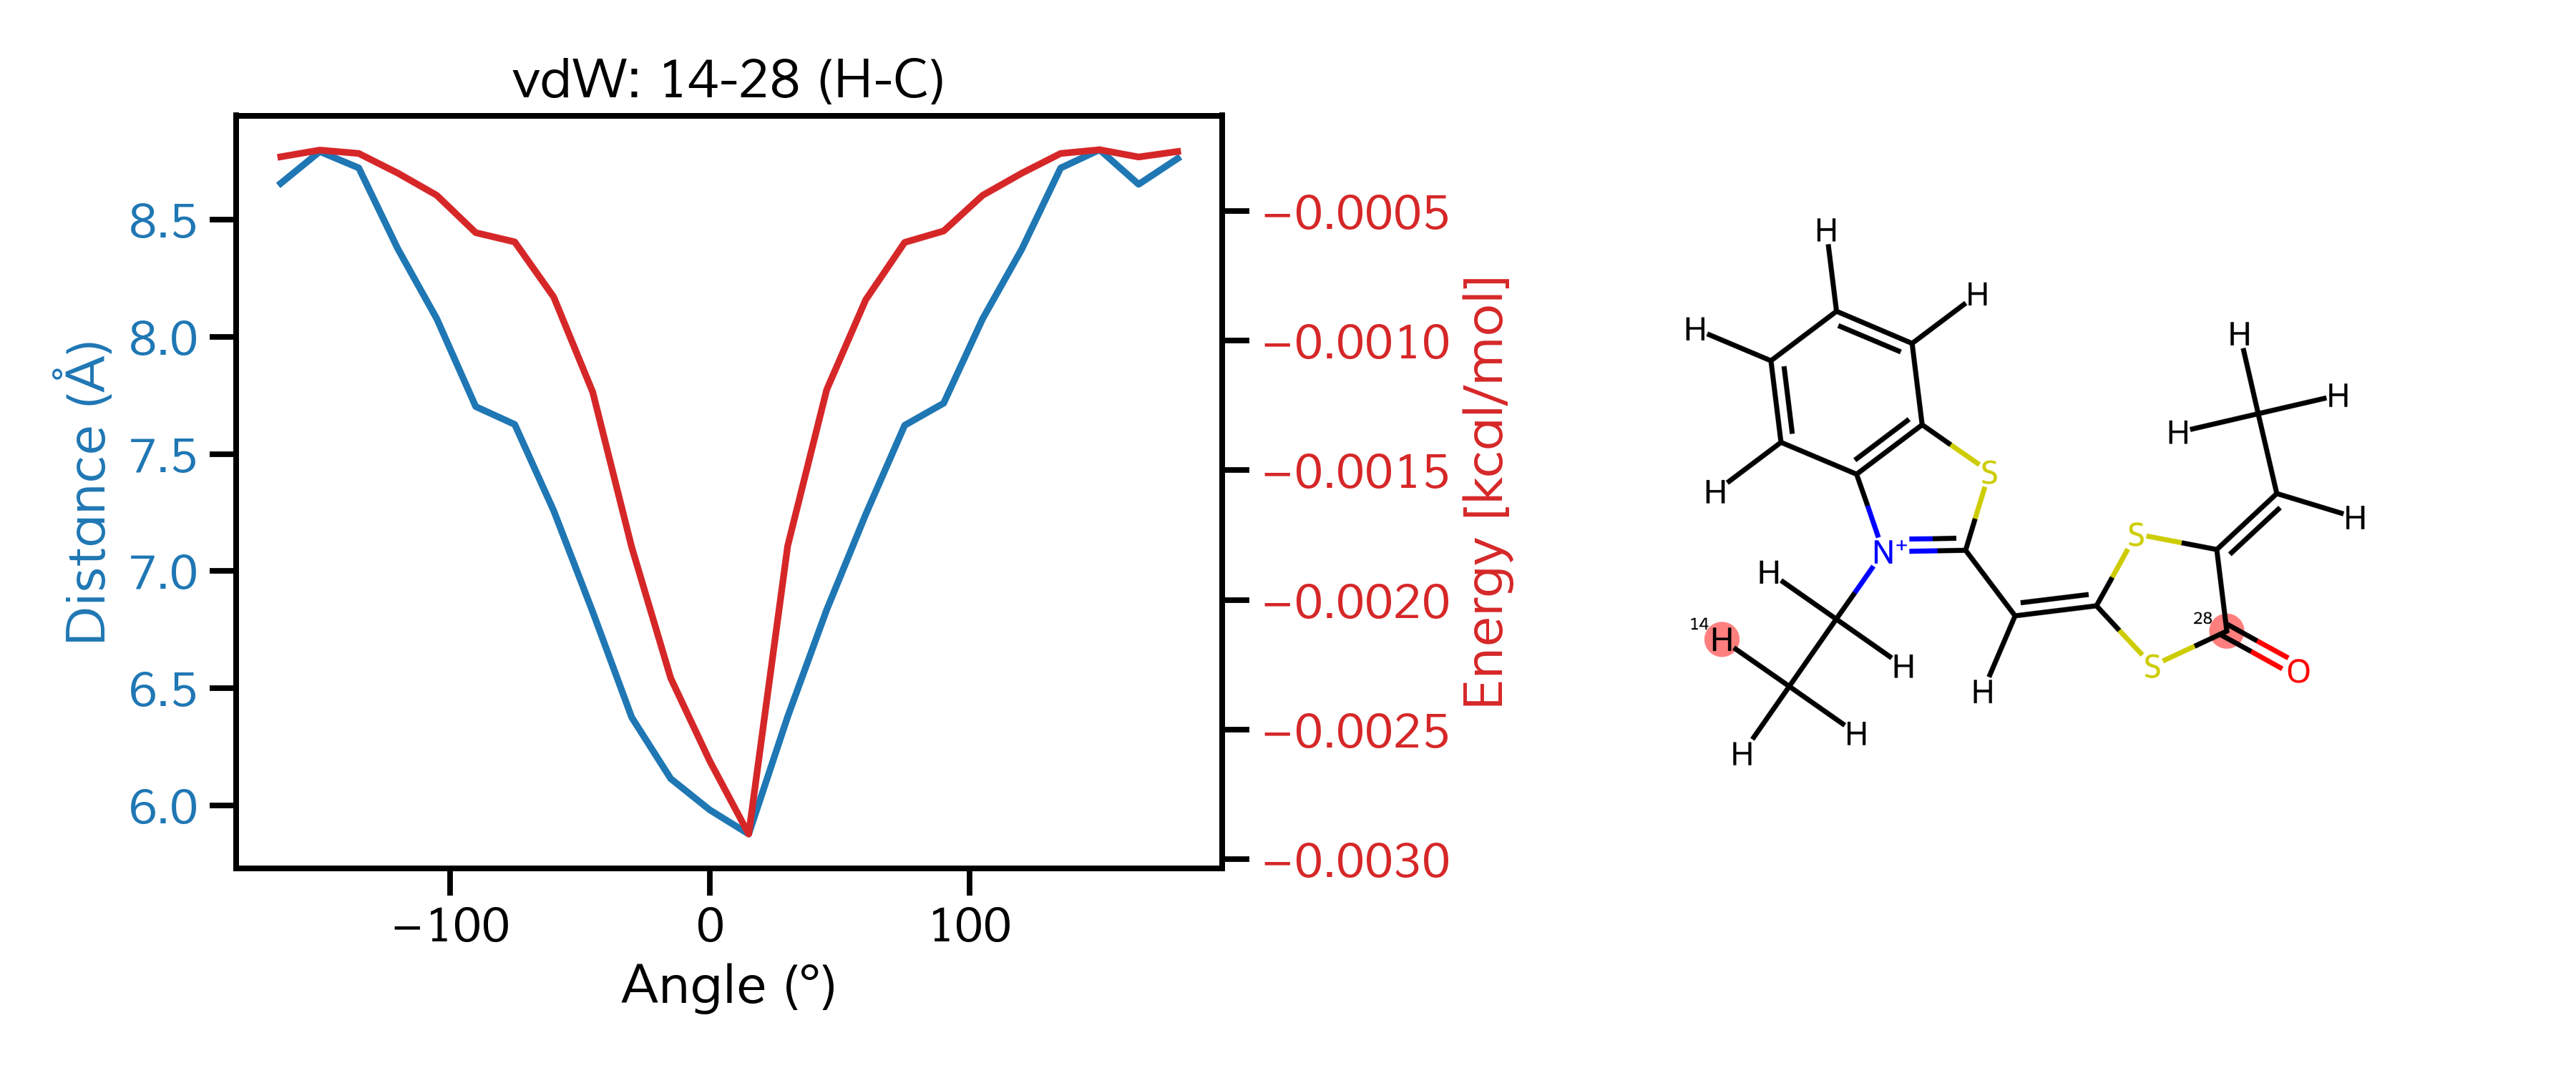 vdW: 14-28 (H-C)
8.5
8.0
7.5
7.0
6.5
6.0
Distance (Å)
−0.0005
−0.0010
−0.0015
−0.0020
−0.0025
−0.0030
Energy [kcal/mol]
−100
0
100
Angle (°)
H
H
H
H
H
H
H
S
H
H
S
N+
H
14
H
28
H
S
O
H
H
H